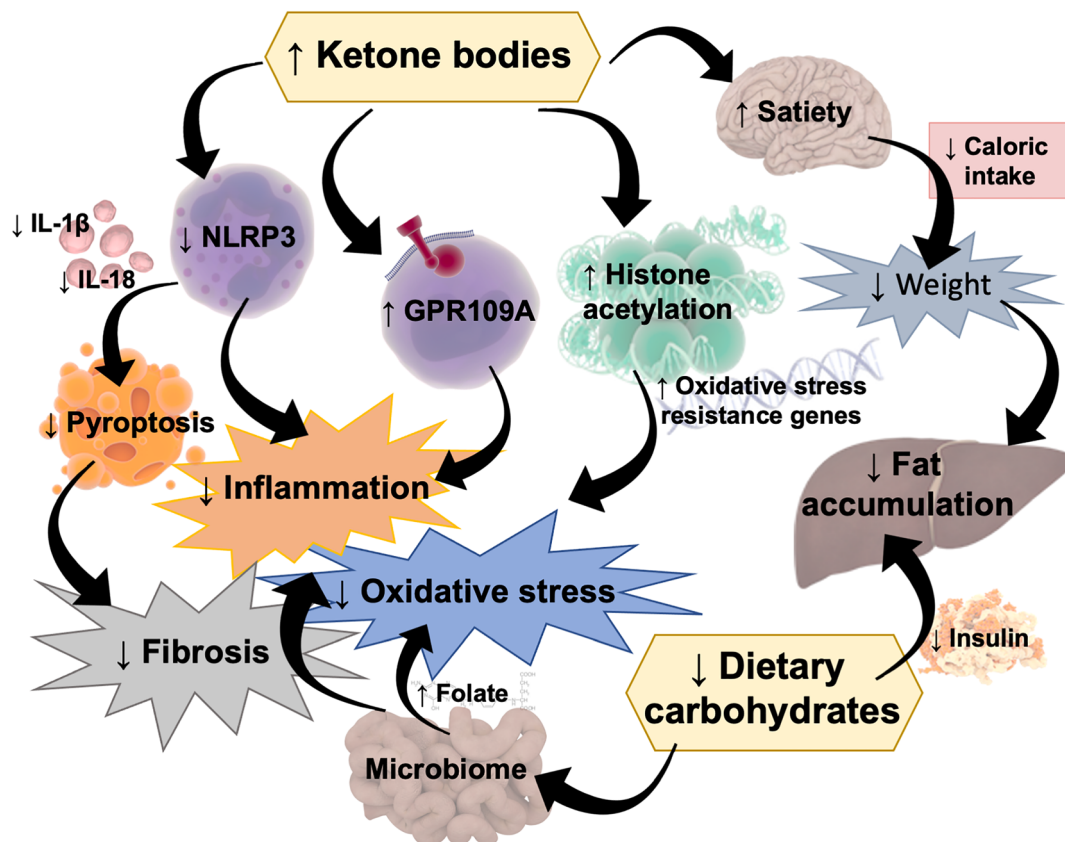 ↑ Ketone bodies
↑ Satiety
↓ Caloric
intake
↓ IL-1β
↓ NLRP3
↓ IL-18
↑ GPR109A
↑ Histone
acetylation
↓ Weight
↑ Oxidative stress
resistance genes
↓ Pyroptosis
↓ Inflammation
↓ Fat
accumulation
↓ Oxidative stress
↓ Fibrosis
↓ Insulin
↓ Dietary
carbohydrates
↑ Folate
Microbiome